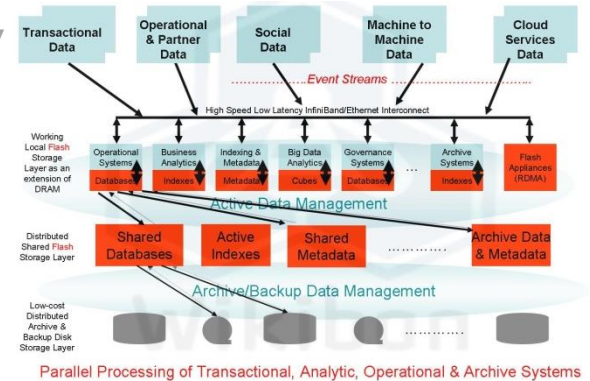 Transactional
Data
Operational
& Partner
Data
Social
Data
Machine to
Machine
Data
Cloud
Services
Data
Event Streams
High Speed Low Latency InfiniBand/Ethernet Interconnect
Working
Local Flash
Storage
Layer as an
extension of
DRAM
Operational
Systems
Databases
Business
Analytics
Indexes
Indexing &
Metadata
Metadata
Big Data
Analytics
Cubes
Governance
Systems
Databases
...
Archive
Systems
Indexes
Flash
Appliances
(RDMA)
Active Data Management
Distributed
Shared Flash
Storage Layer
Shared
Databases
Active
Indexes
Shared
Metadata
Archive Data
& Metadata
Archive/Backup Data Management
Low-cost
Distributed
Archive &
Backup Disk
Storage Layer
Wikibon
Parallel Processing of Transactional, Analytic, Operational & Archive Systems